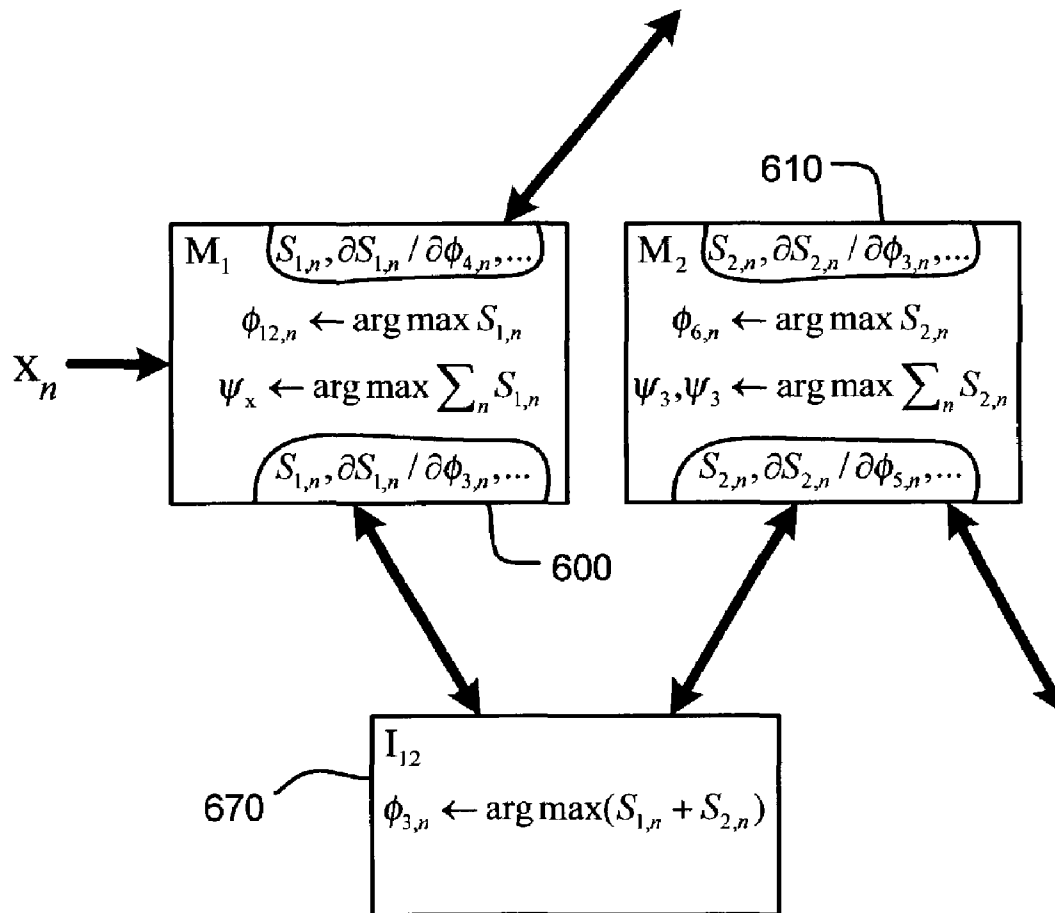 610
M₁
S₁,ₙ, ∂S₁,ₙ / ∂ϕ₄,ₙ,...
ϕ₁₂,ₙ ← arg max S₁,ₙ
ψₓ ← arg max ∑ₙ S₁,ₙ
S₁,ₙ, ∂S₁,ₙ / ∂ϕ₃,ₙ,...
Xₙ
M₂
S₂,ₙ, ∂S₂,ₙ / ∂ϕ₃,ₙ,...
ϕ₆,ₙ ← arg max S₂,ₙ
ψ₃,ψ₃ ← arg max ∑ₙ S₂,ₙ
S₂,ₙ, ∂S₂,ₙ / ∂ϕ₅,ₙ,...
600
I₁₂
670
ϕ₃,ₙ ← arg max(S₁,ₙ + S₂,ₙ)